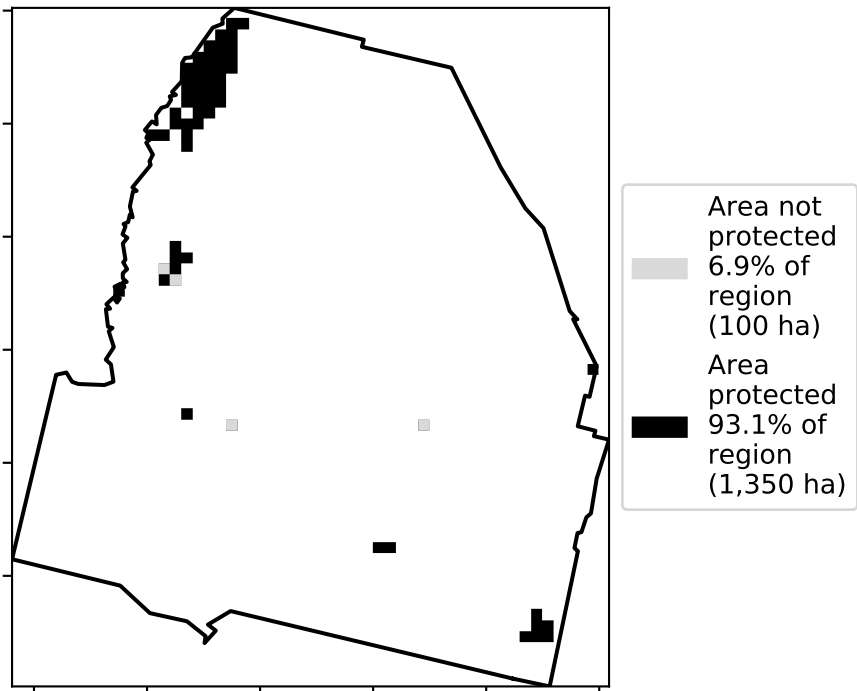 Area not
protected
6.9% of
region
(100 ha)
Area
protected
93.1% of
region
(1,350 ha)